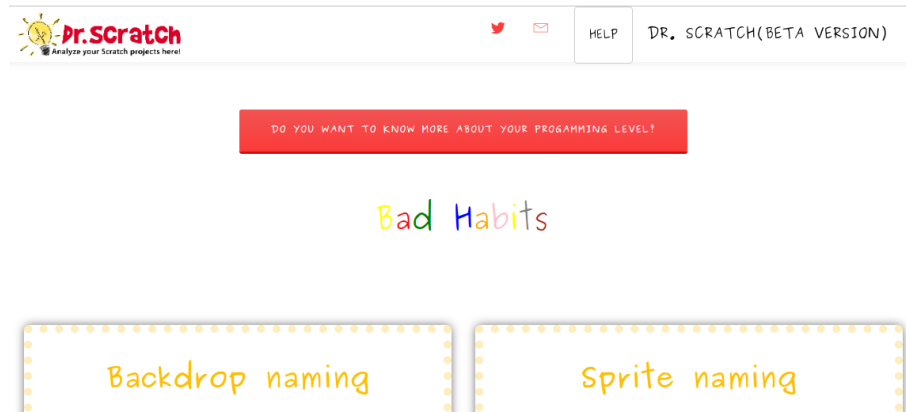 Dr.Scratch
Analyze your Scratch projects here!
HELP
DR. SCRATCH(BETA VERSION)
DO YOU WANT TO KNOW MORE ABOUT YOUR PROGAMMING LEVEL?
Bad Habits
Backdrop naming
Sprite naming